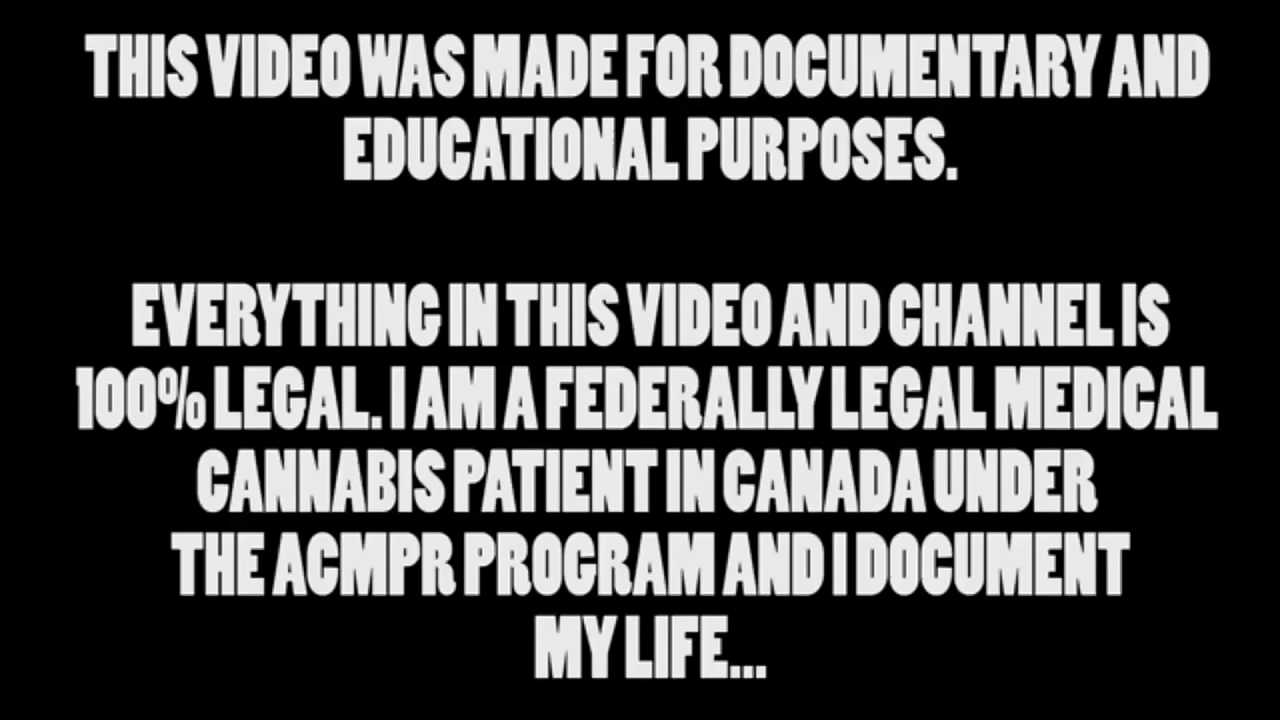 THIS VIDEO WAS MADE FOR DOCUMENTARY AND
EDUCATIONAL PURPOSES.
EVERYTHING IN THIS VIDEO AND CHANNEL IS
100% LEGAL. I AM A FEDERALLY LEGAL MEDICAL
CANNABIS PATIENT IN CANADA UNDER
THE ACMPR PROGRAM AND I DOCUMENT
MY LIFE...